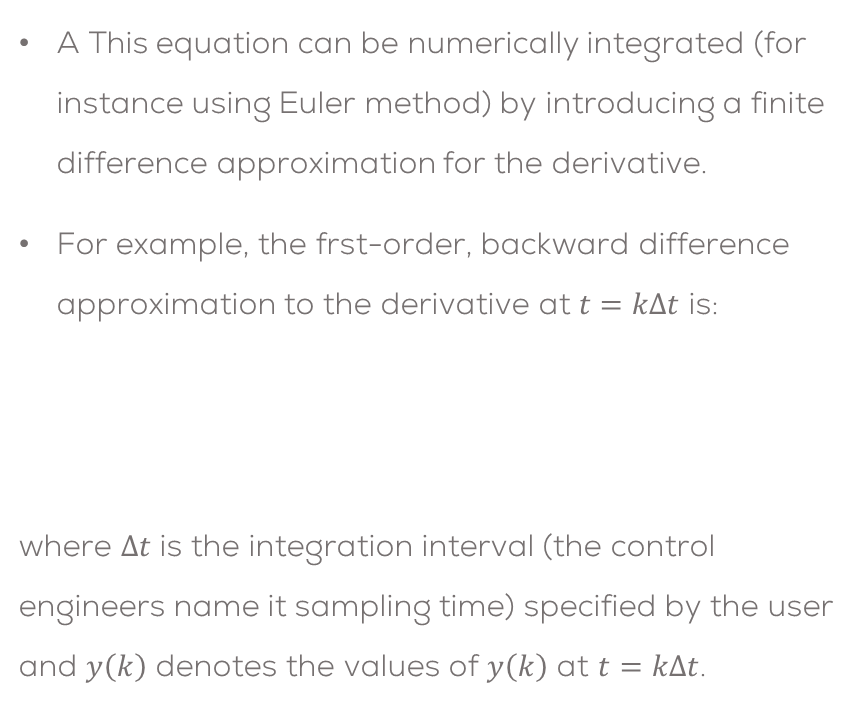 • A This equation can be numerically integrated (for
instance using Euler method) by introducing a finite
difference approximation for the derivative.
• For example, the frst-order, backward difference
approximation to the derivative at t = kΔt is:
where Δt is the integration interval (the control
engineers name it sampling time) specified by the user
and y(k) denotes the values of y(k) at t = kΔt.